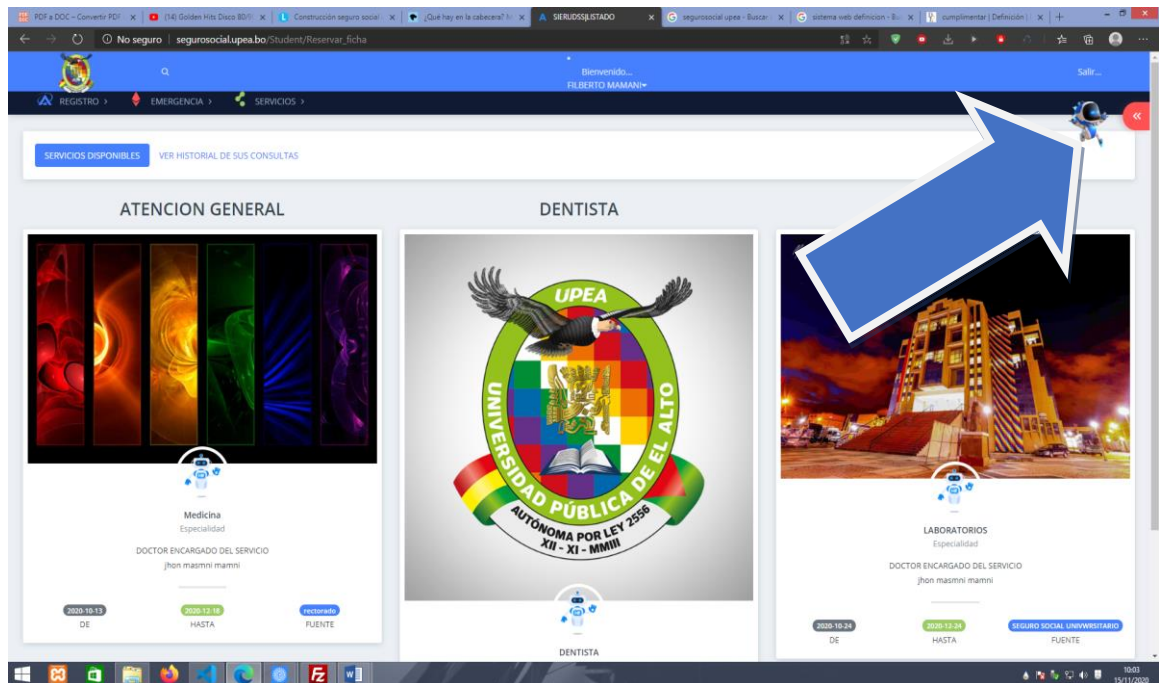 PDF a DOC – Convertir PDF
(14) Golden Hits Disco 80/9
Construcción seguro social
¿Qué hay en la cabecera?
SIERUDSS|LISTADO
segurosocial upea - Buscar
sistema web definicion - Bu
cumplimentar | Definición |
No seguro | segurosocial.upea.bo/Student/Reservar_ficha
Bienvenido...
FILBERTO MAMANI
Salir...
REGISTRO >
EMERGENCIA >
SERVICIOS >
SERVICIOS DISPONIBLES
VER HISTORIAL DE SUS CONSULTAS
ATENCION GENERAL
Medicina
Especialidad
DOCTOR ENCARGADO DEL SERVICIO
jhon masmni mamni
2020-10-13
DE
2020-12-18
HASTA
rectorado
FUENTE
DENTISTA
UPEA
UNIVERSIDAD PÚBLICA DE EL ALTO
AUTÓNOMA POR LEY 2556
XII - XI - MMIII
DENTISTA
LABORATORIOS
Especialidad
DOCTOR ENCARGADO DEL SERVICIO
jhon masmni mamni
2020-10-24
DE
2020-12-24
HASTA
SEGURO SOCIAL UNIVWRSITARIO
FUENTE
10:03
15/11/2020